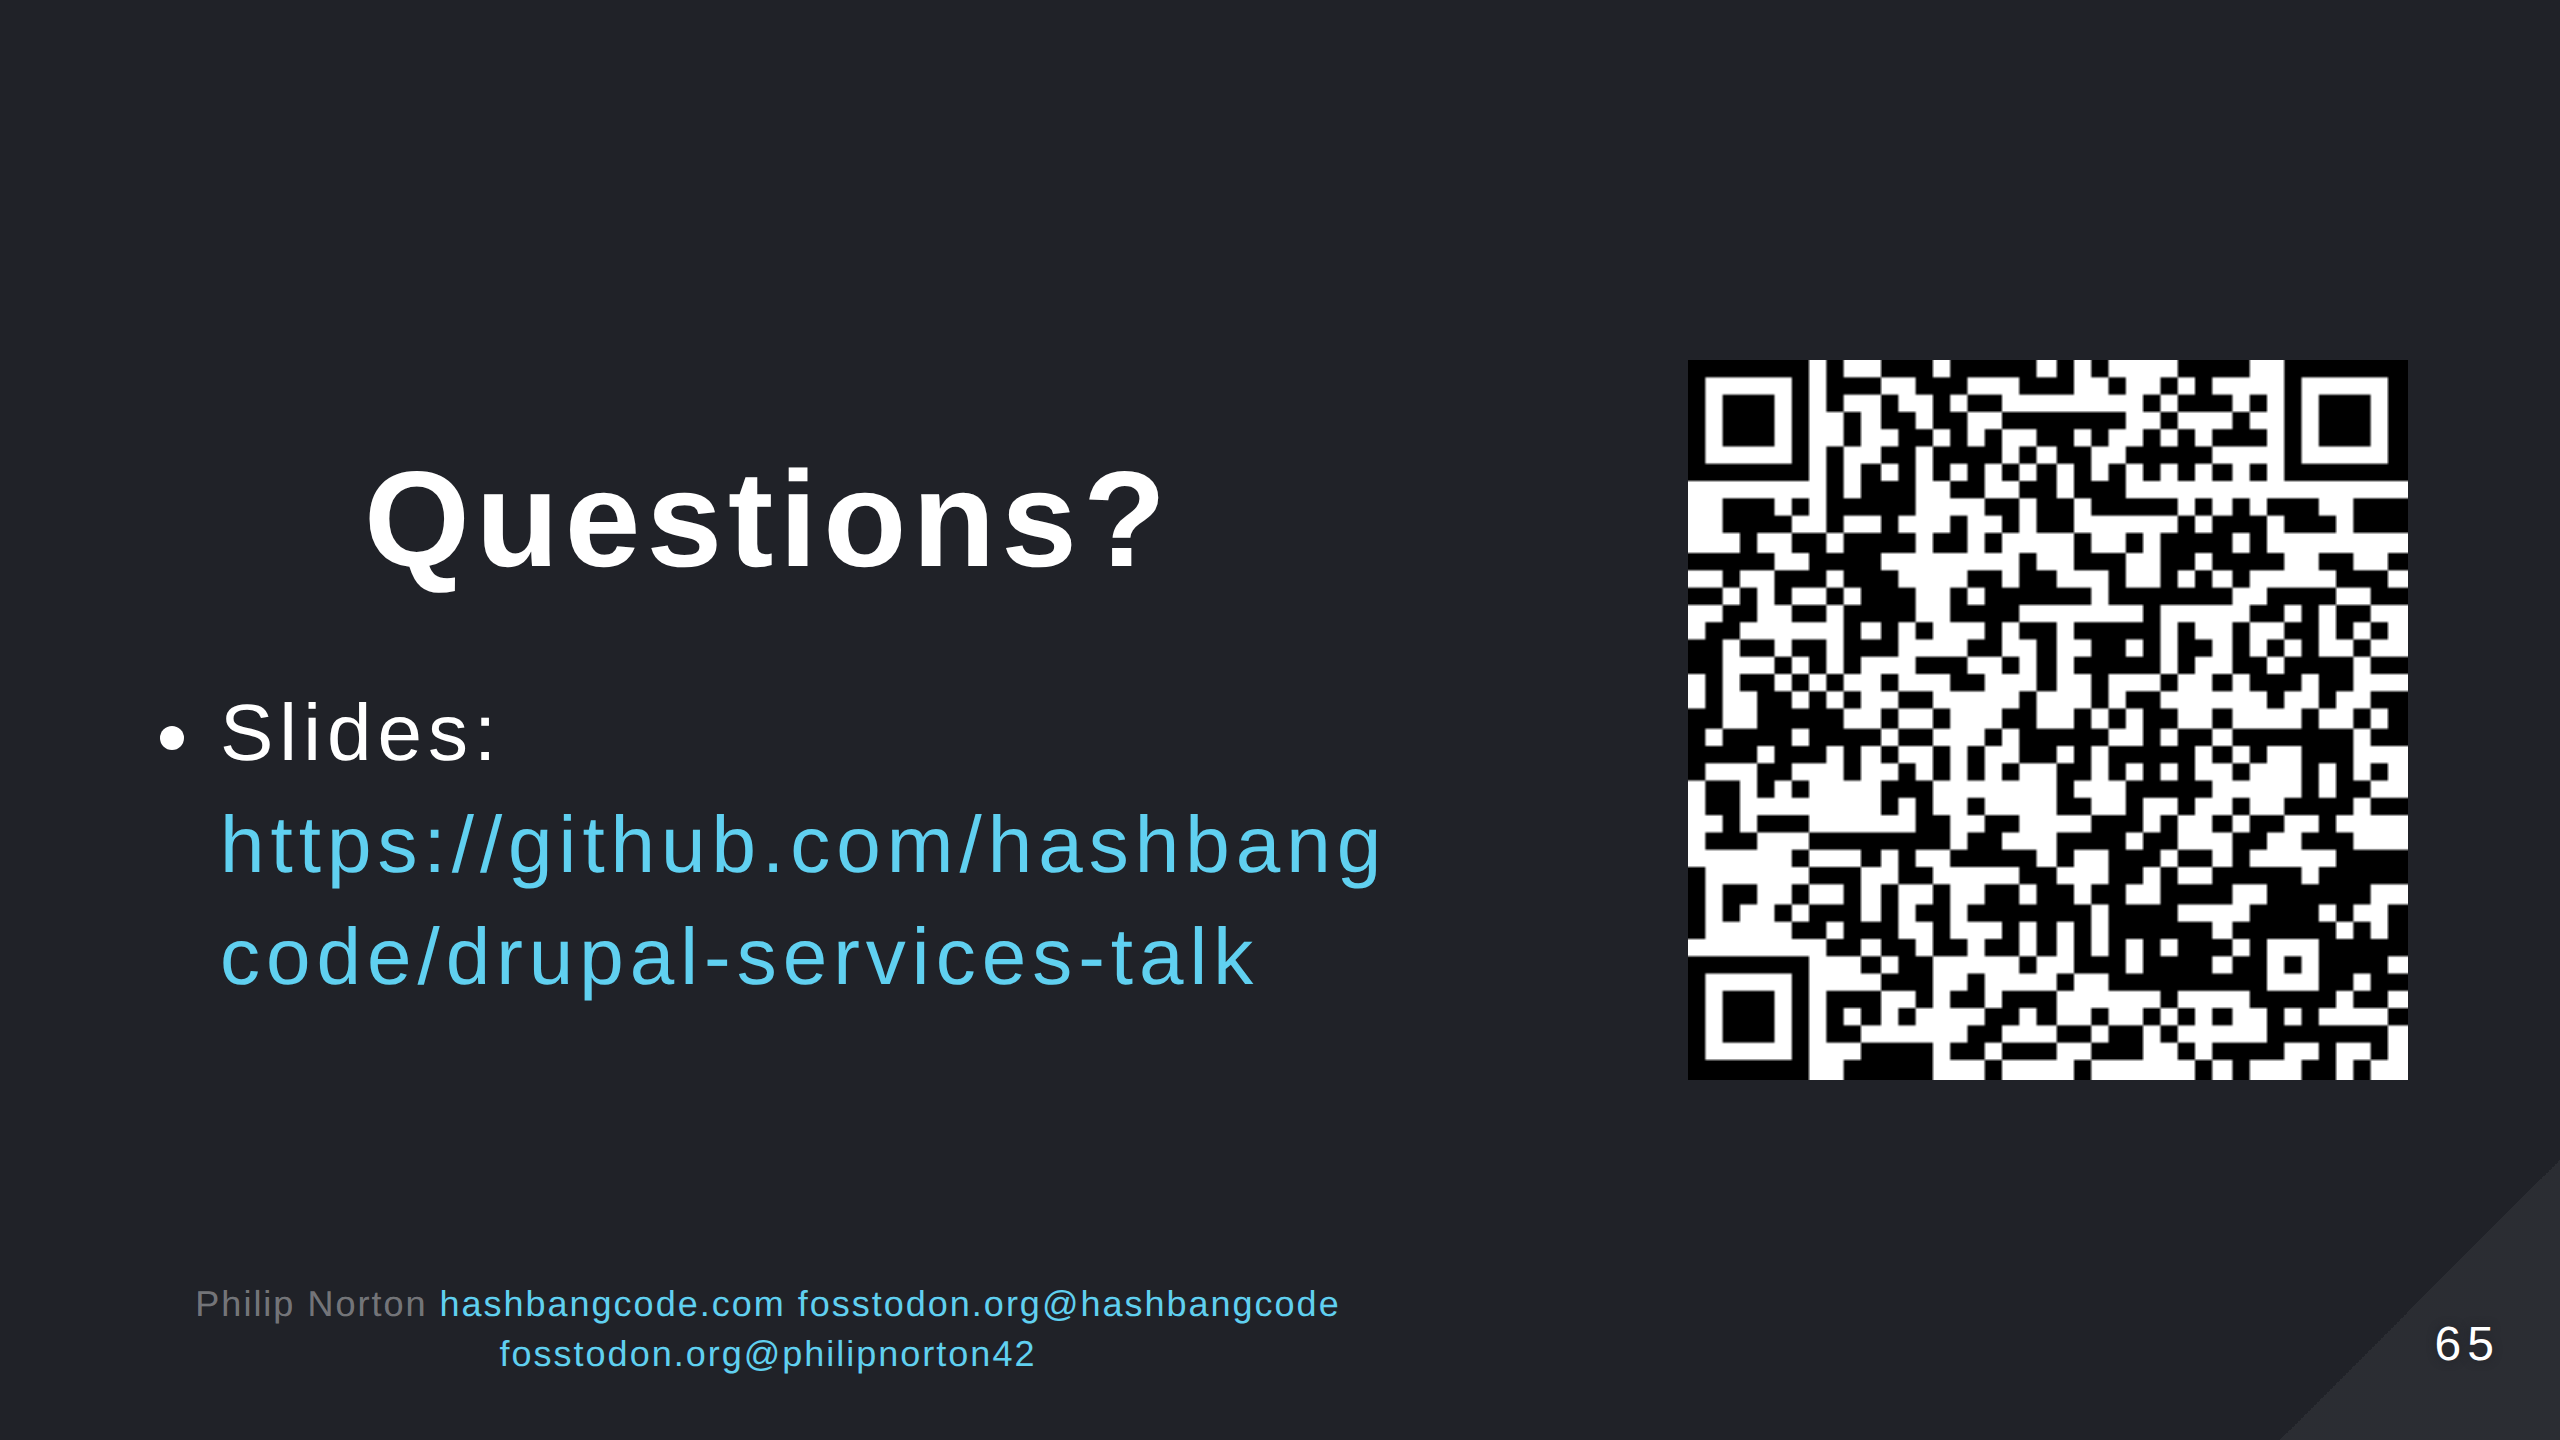 Questions?
• Slides:
https://github.com/hashbang
code/drupal-services-talk
Philip Norton hashbangcode.com fosstodon.org@hashbangcode
fosstodon.org@philipnorton42
65